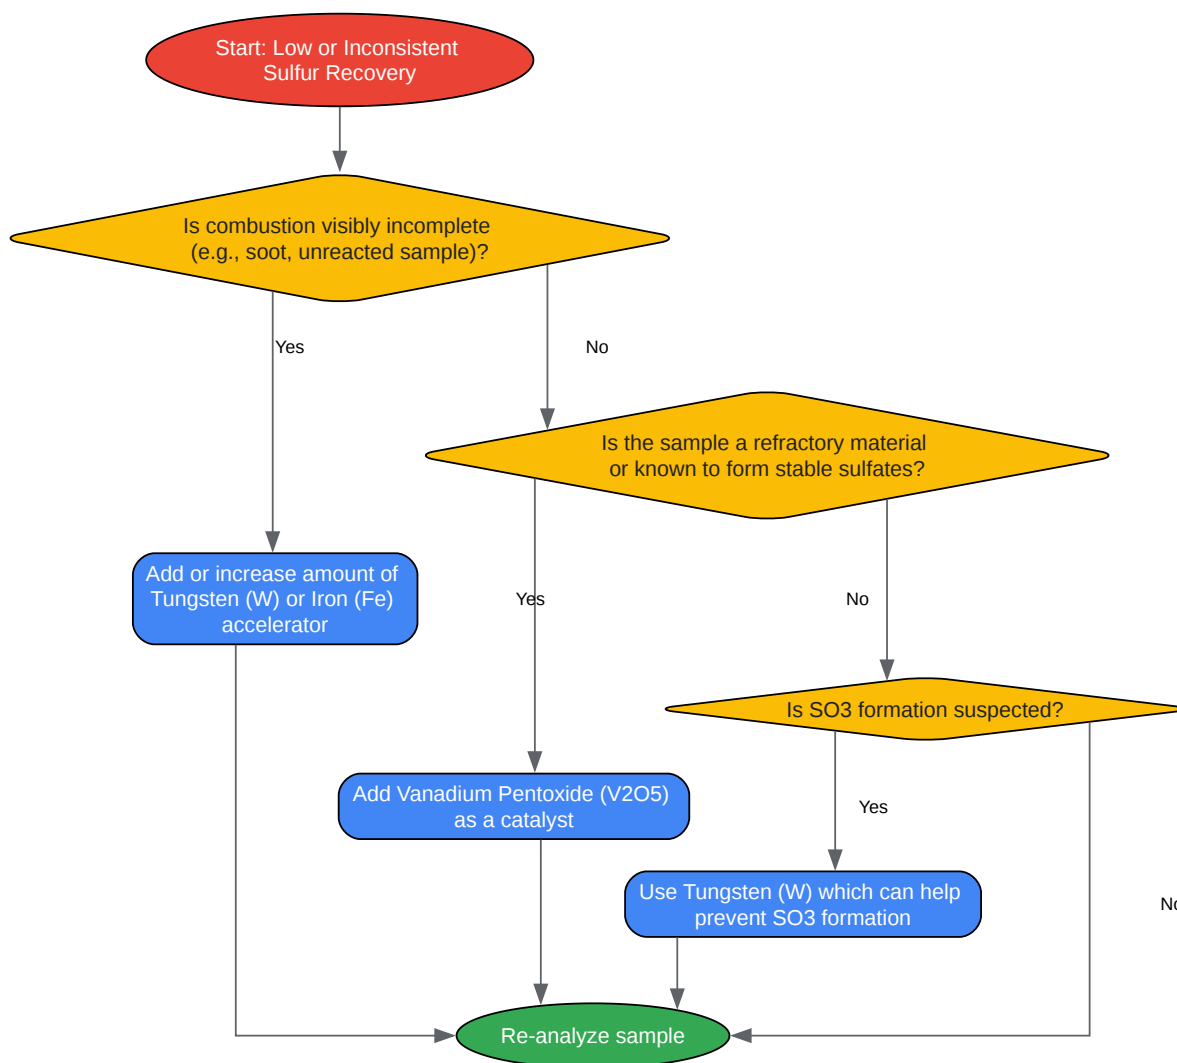 Start: Low or Inconsistent
Sulfur Recovery
Is combustion visibly incomplete
(e.g., soot, unreacted sample)?
Yes
No
Is the sample a refractory material
or known to form stable sulfates?
Add or increase amount of
Tungsten (W) or Iron (Fe)
accelerator
Yes
No
Is SO3 formation suspected?
Add Vanadium Pentoxide (V2O5)
as a catalyst
Yes
Use Tungsten (W) which can help
prevent SO3 formation
No
Re-analyze sample